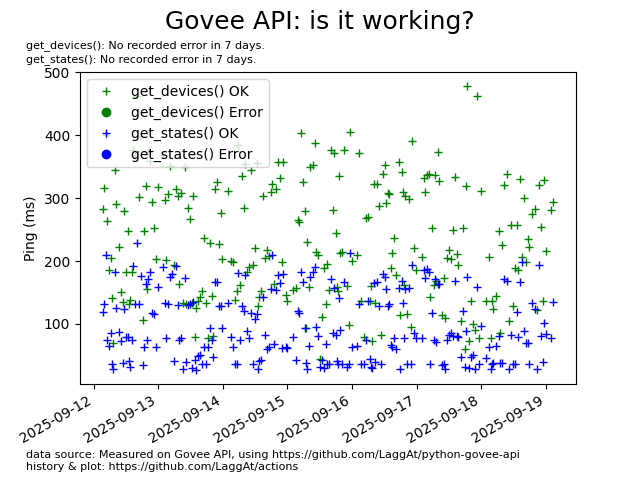 Govee API: is it working?
get_devices(): No recorded error in 7 days.
get_states(): No recorded error in 7 days.
get_devices() OK
get_devices() Error
get_states() OK
get_states() Error
500
400
300
200
100
Ping (ms)
2025-09-12
2025-09-13
2025-09-14
2025-09-15
2025-09-16
2025-09-17
2025-09-18
2025-09-19
data source: Measured on Govee API, using https://github.com/LaggAt/python-govee-api
history & plot: https://github.com/LaggAt/actions